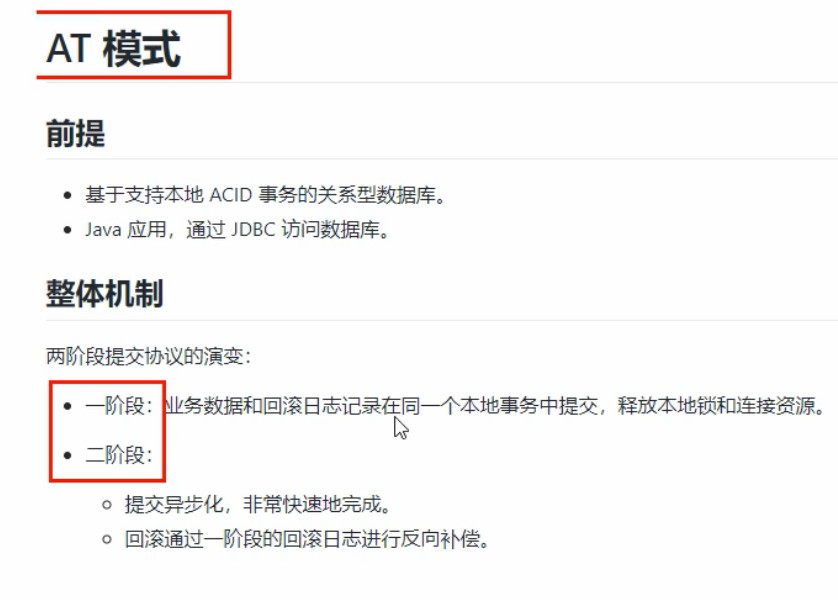 AT 模式
前提
基于支持本地 ACID 事务的关系型数据库。
Java 应用，通过 JDBC 访问数据库。
整体机制
两阶段提交协议的演变：
一阶段：业务数据和回滚日志记录在同一个本地事务中提交，释放本地锁和连接资源。
二阶段：
提交异步化，非常快速地完成。
回滚通过一阶段的回滚日志进行反向补偿。